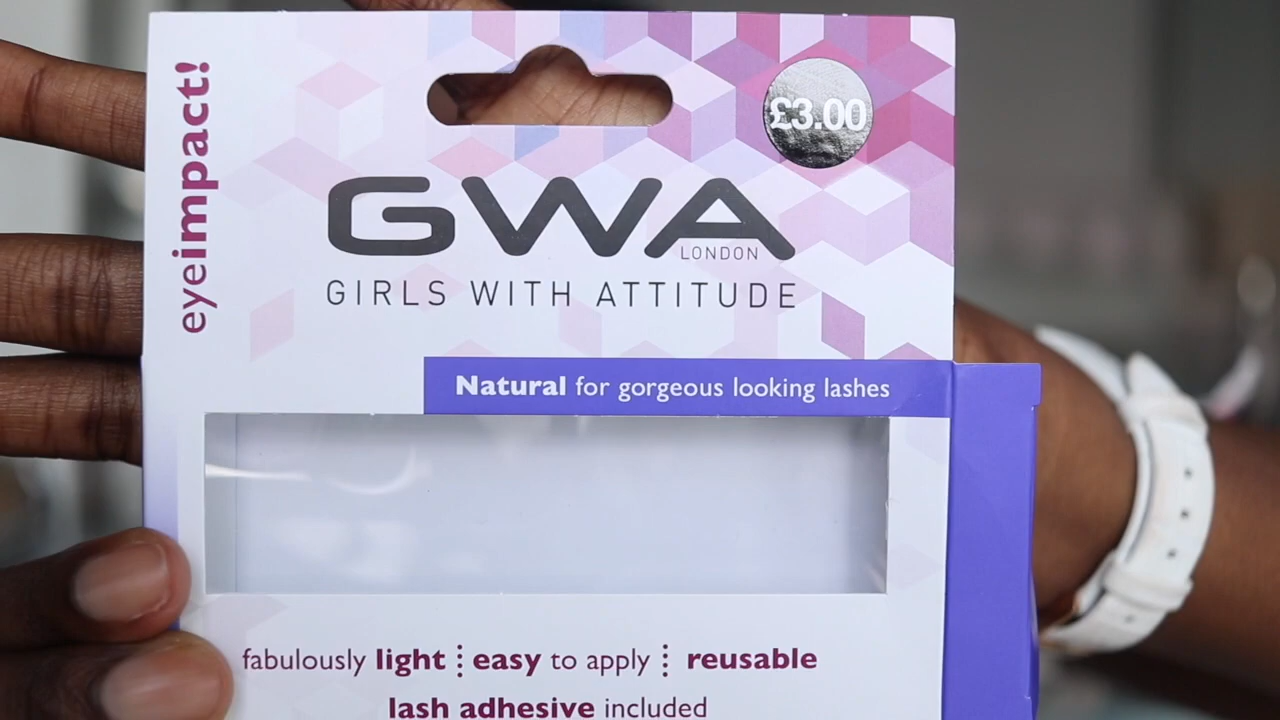 eyeimpact!
£3.00
GWA
LONDON
GIRLS WITH ATTITUDE
Natural for gorgeous looking lashes
fabulously light ⋮ easy to apply ⋮ reusable
lash adhesive included